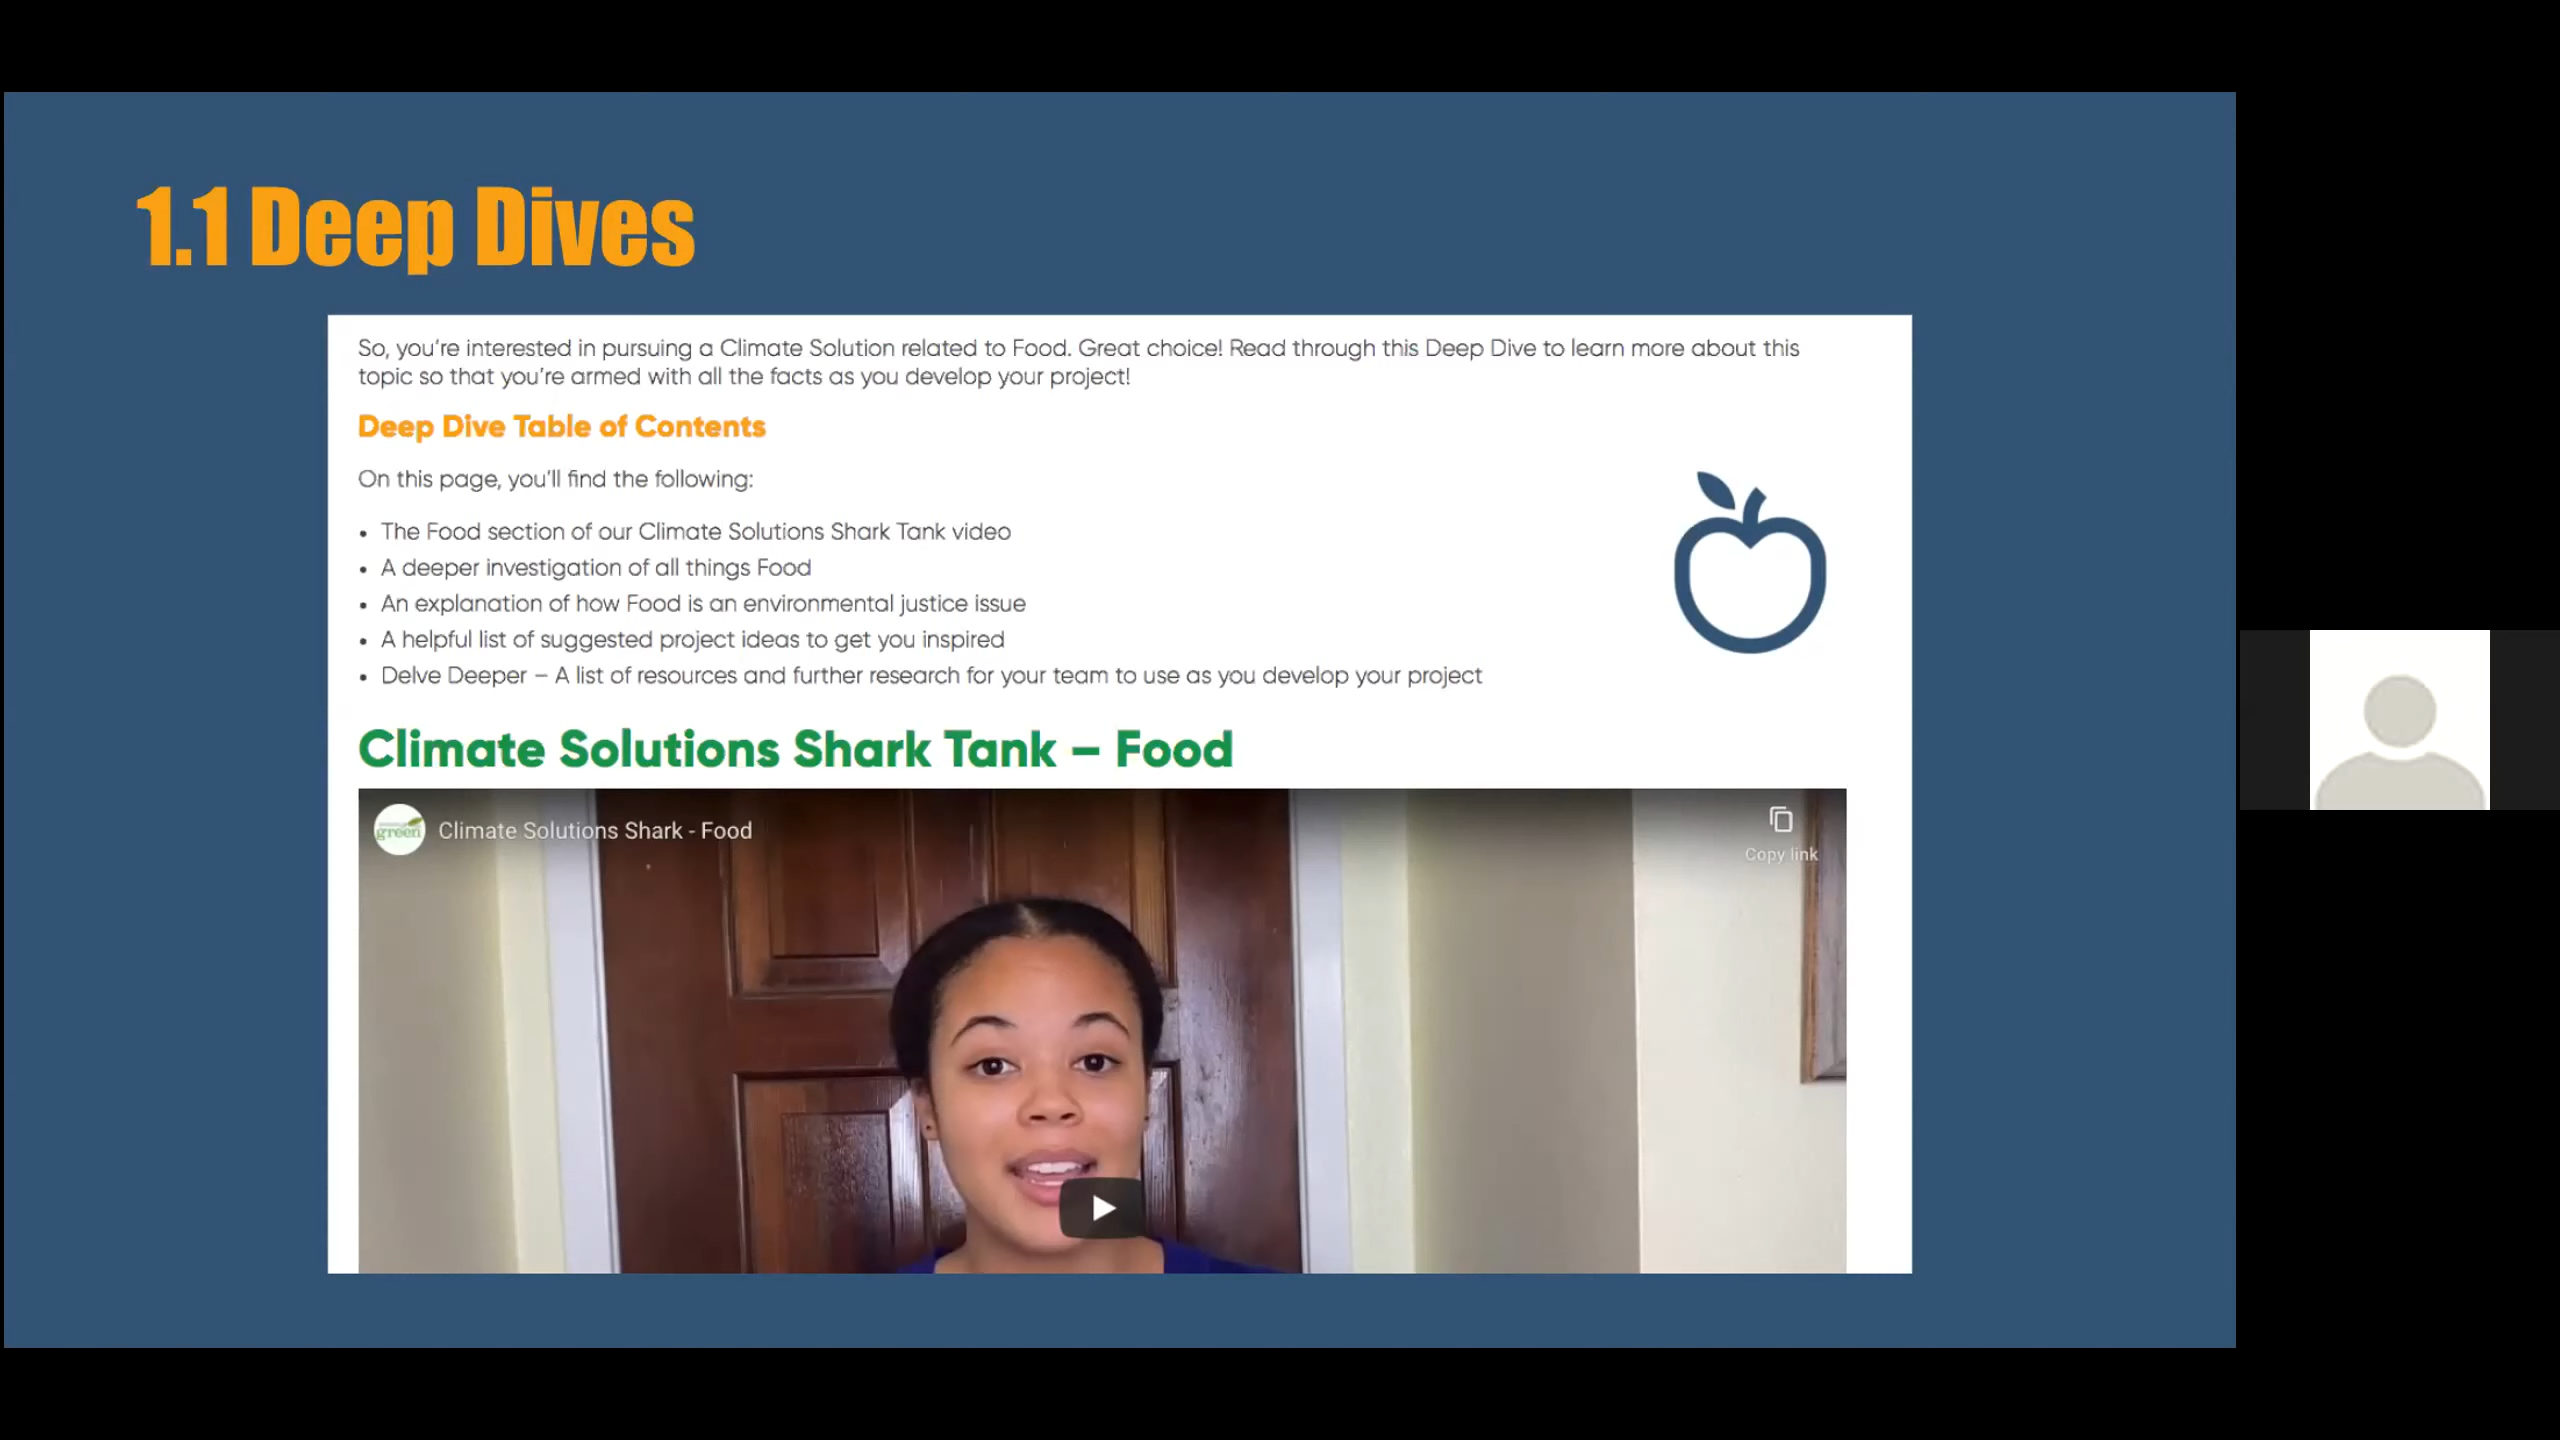 1.1 Deep Dives
So, you're interested in pursuing a Climate Solution related to Food. Great choice! Read through this Deep Dive to learn more about this
topic so that you're armed with all the facts as you develop your project!
Deep Dive Table of Contents
On this page, you'll find the following:
• The Food section of our Climate Solutions Shark Tank video
• A deeper investigation of all things Food
• An explanation of how Food is an environmental justice issue
• A helpful list of suggested project ideas to get you inspired
• Delve Deeper – A list of resources and further research for your team to use as you develop your project
Climate Solutions Shark Tank – Food
green
Climate Solutions Shark - Food
Copy link